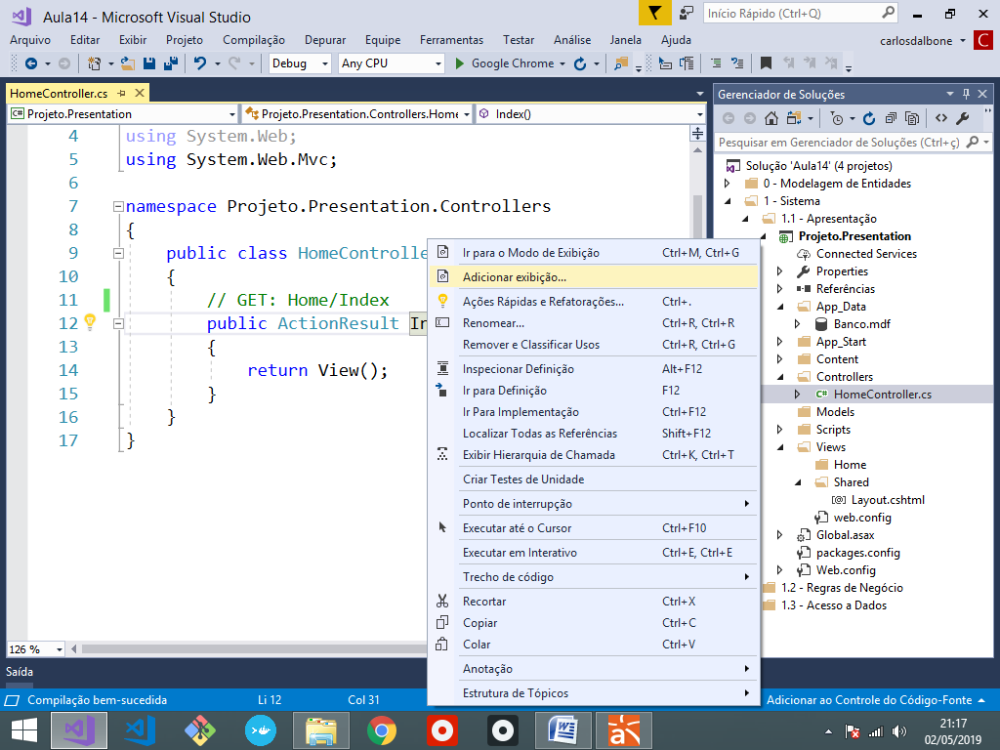 Aula14 - Microsoft Visual Studio
Início Rápido (Ctrl+Q)
Arquivo Editar Exibir Projeto Compilação Depurar Equipe Ferramentas Testar Análise Janela Ajuda
carlosdalbone C
Debug Any CPU Google Chrome
HomeController.cs
Projeto.Presentation Projeto.Presentation.Controllers.Home Index()
4 using System.Web;
5 using System.Web.Mvc;
6
7 namespace Projeto.Presentation.Controllers
8 {
9 public class HomeControlle
10 {
11 // GET: Home/Index
12 public ActionResult In
13 {
14 return View();
15 }
16 }
17 }
126 %
Ir para o Modo de Exibição Ctrl+M, Ctrl+G
Adicionar exibição...
Ações Rápidas e Refatorações... Ctrl+.
Renomear... Ctrl+R, Ctrl+R
Remover e Classificar Usos Ctrl+R, Ctrl+G
Inspecionar Definição Alt+F12
Ir para Definição F12
Ir Para Implementação Ctrl+F12
Localizar Todas as Referências Shift+F12
Exibir Hierarquia de Chamada Ctrl+K, Ctrl+T
Criar Testes de Unidade
Ponto de interrupção
Executar até o Cursor Ctrl+F10
Executar em Interativo Ctrl+E, Ctrl+E
Trecho de código
Recortar Ctrl+X
Copiar Ctrl+C
Colar Ctrl+V
Anotação
Estrutura de Tópicos
Gerenciador de Soluções
Pesquisar em Gerenciador de Soluções (Ctrl+ç)
Solução 'Aula14' (4 projetos)
0 - Modelagem de Entidades
1 - Sistema
1.1 - Apresentação
C# Projeto.Presentation
Connected Services
Properties
Referências
App_Data
Banco.mdf
App_Start
Content
Controllers
C# HomeController.cs
Models
Scripts
Views
Home
Shared
Layout.cshtml
web.config
Global.asax
packages.config
Web.config
1.2 - Regras de Negócio
1.3 - Acesso a Dados
Saída
Compilação bem-sucedida Li 12 Col 31
Adicionar ao Controle do Código-Fonte
21:17
02/05/2019